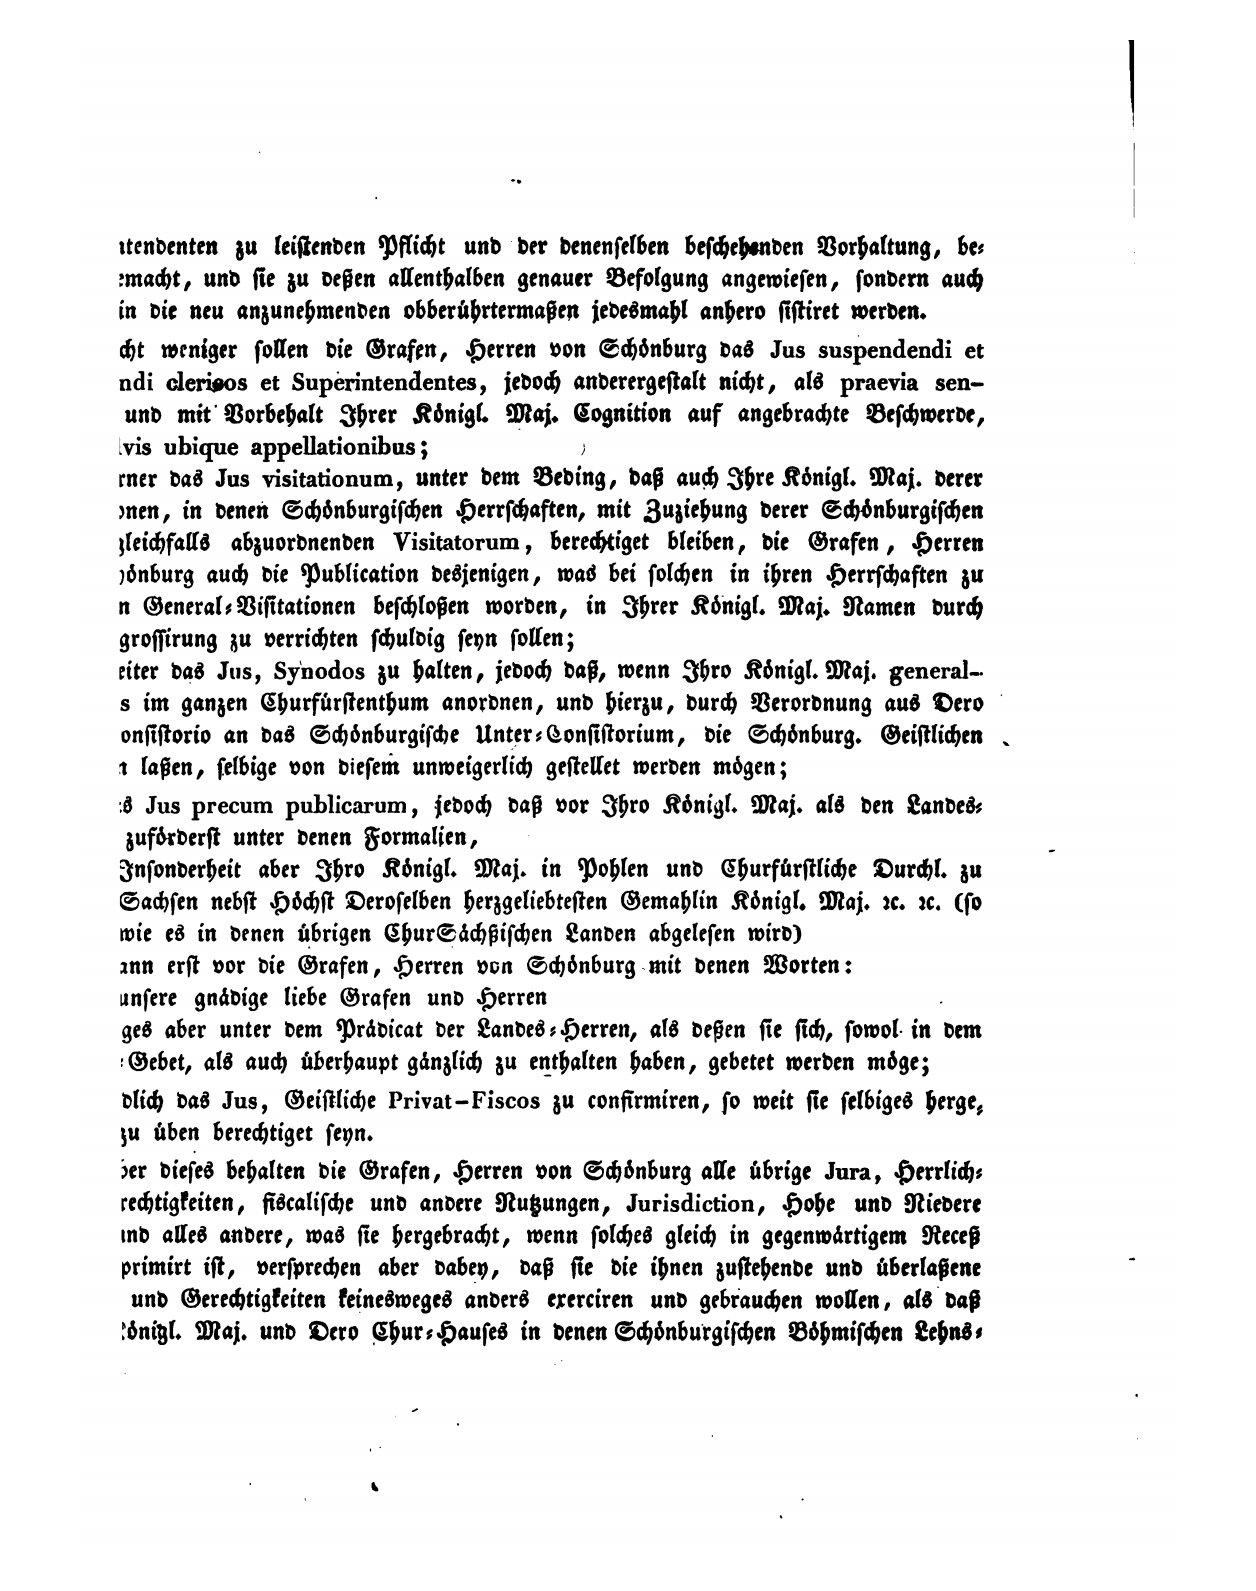 ntendenten zu leistenden Pflicht und der denenselben beschehenden Vorhaltung, be-
macht, und sie zu deßen allenthalben genauer Befolgung angewiesen, sondern auch
in die neu anzunehmenden obberührtermaßen jedesmahl anhero sistiret werden.
cht weniger sollen die Grafen, Herren von Schönburg das Jus suspendendi et
ndi clericos et Superintendentes, jedoch anderergestalt nicht, als praevia sen-
und mit Vorbehalt Ihrer Königl. Maj. Cognition auf angebrachte Beschwerde,
vis ubique appellationibus;
rner das Jus visitationum, unter dem Beding, daß auch Ihre Königl. Maj. derer
onen, in denen Schönburgischen Herrschaften, mit Zuziehung derer Schönburgischen
gleichfalls abzuordnenden Visitatorum, berechtiget bleiben, die Grafen, Herren
hönburg auch die Publication desjenigen, was bei solchen in ihren Herrschaften zu
n General-Visitationen beschloßen worden, in Ihrer Königl. Maj. Namen durch
grossirung zu verrichten schuldig seyn sollen;
eiter das Jus, Synodos zu halten, jedoch daß, wenn Ihro Königl. Maj. general-
s im ganzen Churfürstenthum anordnen, und hierzu, durch Verordnung aus Dero
onsistorio an das Schönburgische Unter-Consistorium, die Schönburg. Geistlichen
n laßen, selbige von diesem unweigerlich gestellet werden mögen;
s Jus precum publicarum, jedoch daß vor Ihro Königl. Maj. als den Landes-
zuförderst unter denen Formalien,
Insonderheit aber Ihro Königl. Maj. in Pohlen und Churfürstliche Durchl. zu
Sachsen nebst Höchst Deroselben herzgeliebtesten Gemahlin Königl. Maj. ꝛc. ꝛc. (so
wie es in denen übrigen ChurSächßischen Landen abgelesen wird)
ann erst vor die Grafen, Herren von Schönburg mit denen Worten:
unsere gnädige liebe Grafen und Herren
ges aber unter dem Prädicat der Landes-Herren, als deßen sie sich, sowol in dem
Gebet, als auch überhaupt gänzlich zu enthalten haben, gebetet werden möge;
dlich das Jus, Geistliche Privat-Fiscos zu confirmiren, so weit sie selbiges herge-
zu üben berechtiget seyn.
ber dieses behalten die Grafen, Herren von Schönburg alle übrige Jura, Herrlich-
rechtigkeiten, fiscalische und andere Nutzungen, Jurisdiction, Hohe und Niedere
und alles andere, was sie hergebracht, wenn solches gleich in gegenwärtigem Receß
primirt ist, versprechen aber dabey, daß sie die ihnen zustehende und überlaßene
und Gerechtigkeiten keinesweges anders exerciren und gebrauchen wollen, als daß
Königl. Maj. und Dero Chur-Hauses in denen Schönburgischen Böhmischen Lehns-